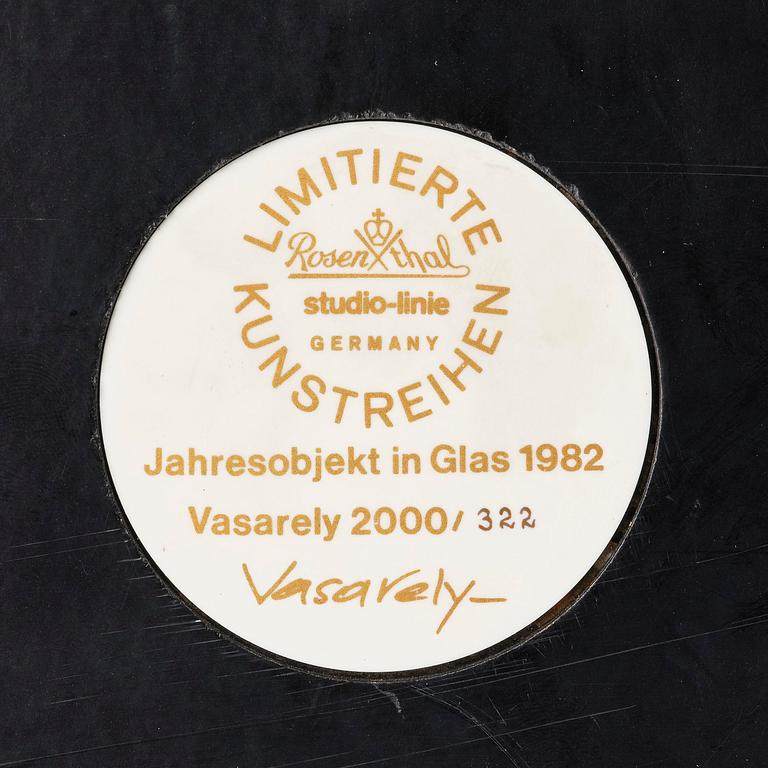 LIMITIERTE
Rosenthal
studio-linie
GERMANY
KUNSTREIHEN
Jahresobjekt in Glas 1982
Vasarely 2000/ 322
Vasarely